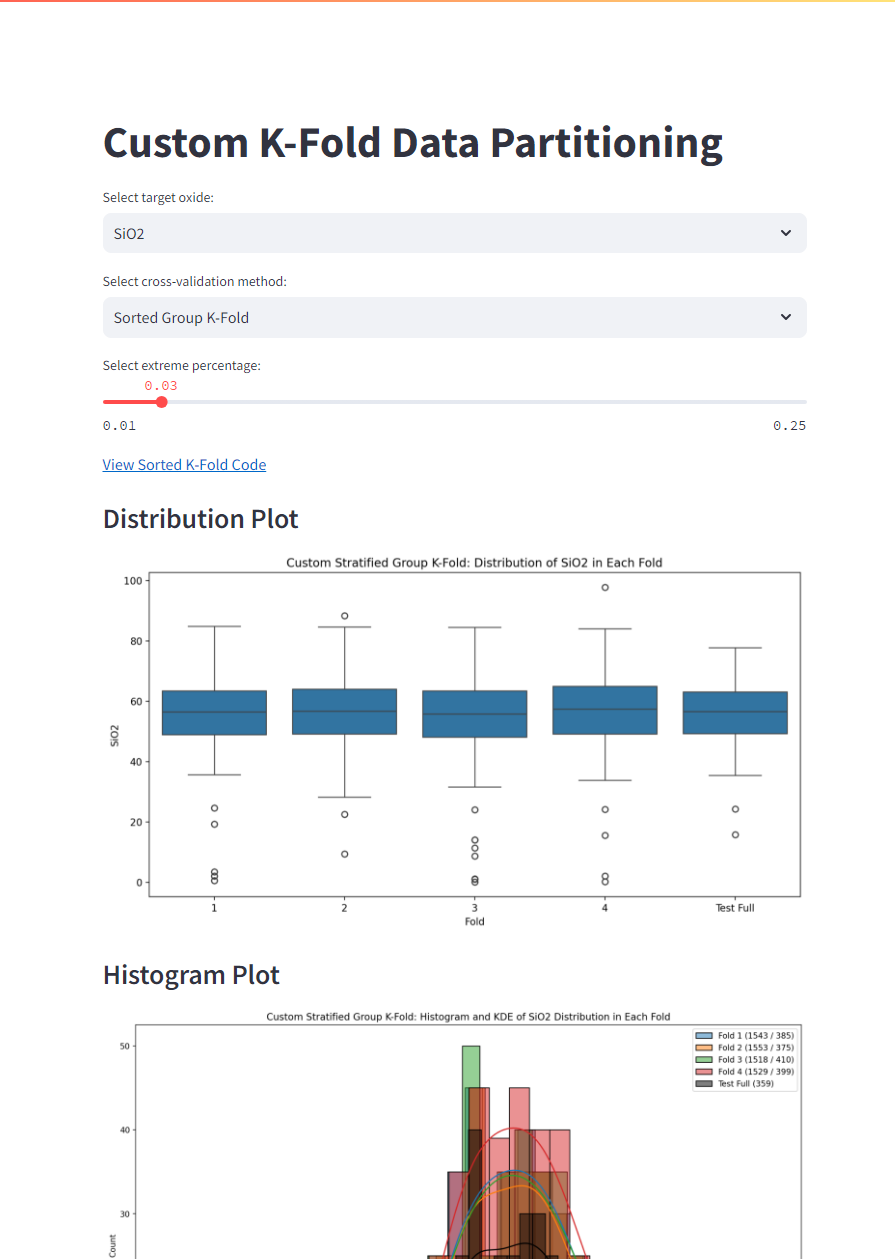 Custom K-Fold Data Partitioning
Select target oxide:
SiO2
Select cross-validation method:
Sorted Group K-Fold
Select extreme percentage:
0.03
0.01 0.25
View Sorted K-Fold Code
Distribution Plot
Custom Stratified Group K-Fold: Distribution of SiO2 in Each Fold
100
80
60
40
20
0
SiO2
1 2 3 4 Test Full
Fold
Histogram Plot
Custom Stratified Group K-Fold: Histogram and KDE of SiO2 Distribution in Each Fold
Fold 1 (1543 / 385)
Fold 2 (1553 / 375)
Fold 3 (1518 / 410)
Fold 4 (1529 / 399)
Test Full (359)
50
40
30
Count